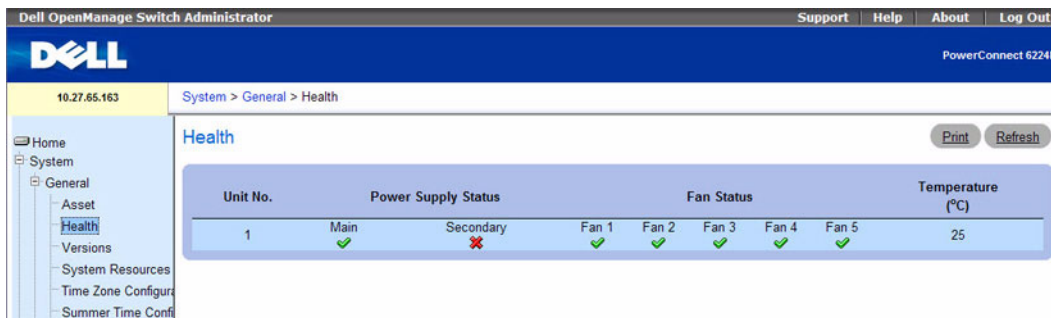 Dell OpenManage Switch Administrator
Support Help About Log Out
DELL
PowerConnect 6224
10.27.65.163
System > General > Health
Home
System
General
Asset
Health
Versions
System Resources
Time Zone Configura
Summer Time Confi
Health
Print Refresh
Unit No. Power Supply Status Fan Status Temperature
(°C)
1 Main Secondary Fan 1 Fan 2 Fan 3 Fan 4 Fan 5 25